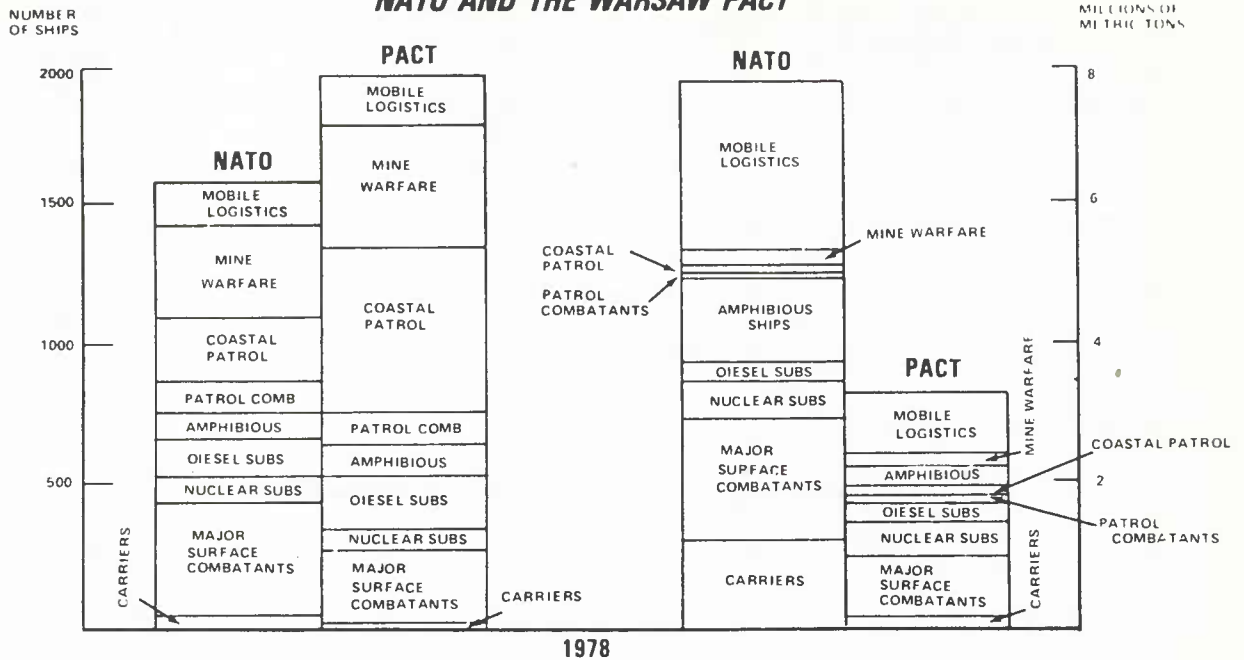 NATO AND THE WARSAW PACT
NUMBER
OF SHIPS
MILLIONS OF
METRIC TONS
2000
1500
1000
500
NATO
MOBILE
LOGISTICS
MINE
WARFARE
COASTAL
PATROL
PATROL COMB
AMPHIBIOUS
OIESEL SUBS
NUCLEAR SUBS
MAJOR
SURFACE
COMBATANTS
CARRIERS
PACT
MOBILE
LOGISTICS
MINE
WARFARE
COASTAL
PATROL
PATROL COMB
AMPHIBIOUS
OIESEL SUBS
NUCLEAR SUBS
MAJOR
SURFACE
COMBATANTS
CARRIERS
NATO
MOBILE
LOGISTICS
MINE WARFARE
COASTAL
PATROL
PATROL
COMBATANTS
AMPHIBIOUS
SHIPS
OIESEL SUBS
NUCLEAR SUBS
MAJOR
SURFACE
COMBATANTS
CARRIERS
PACT
MOBILE
LOGISTICS
MINE WARFARE
AMPHIBIOUS
COASTAL PATROL
PATROL
COMBATANTS
OIESEL SUBS
NUCLEAR SUBS
MAJOR
SURFACE
COMBATANTS
CARRIERS
8
6
4
2
1978